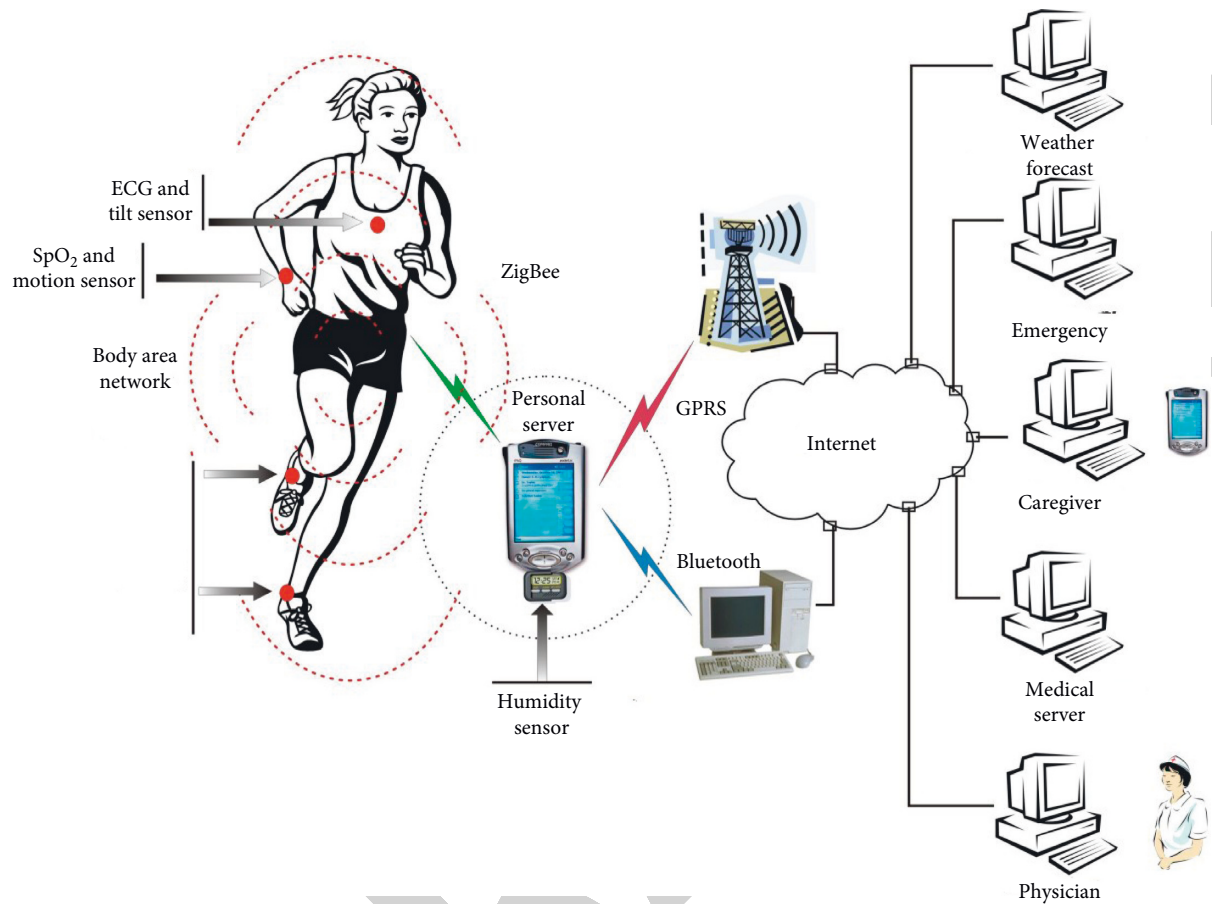 ECG and
tilt sensor
SpO₂ and
motion sensor
Body area
network
ZigBee
Personal
server
Humidity
sensor
GPRS
Bluetooth
Internet
Weather
forecast
Emergency
Caregiver
Medical
server
Physician